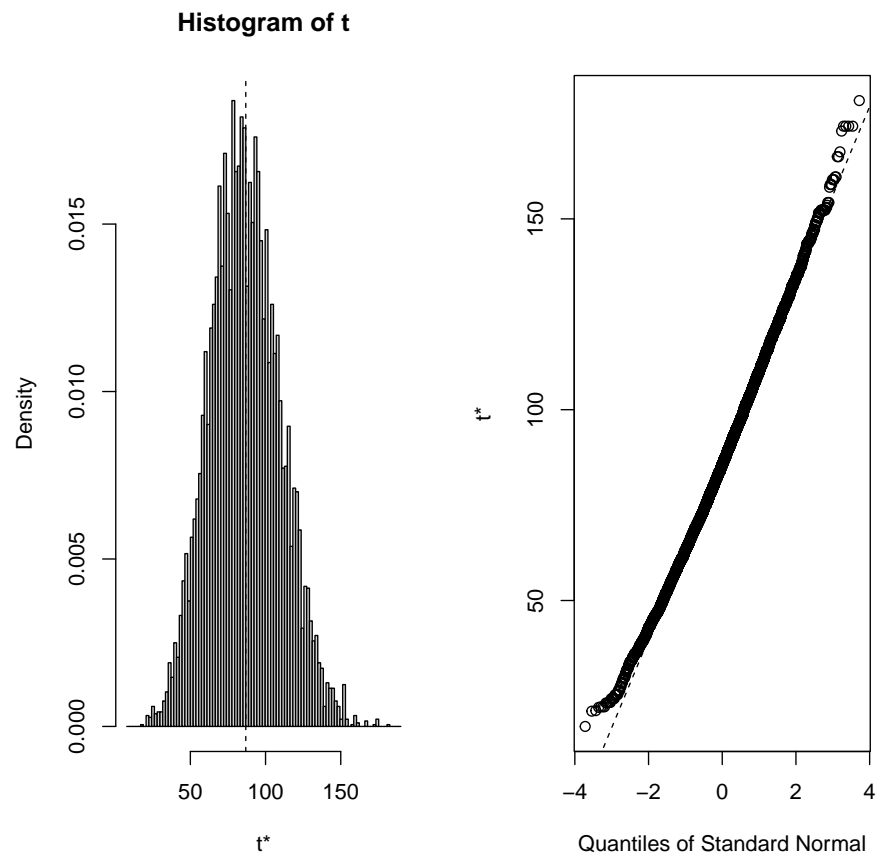 Histogram of t
Density
0.000
0.005
0.010
0.015
50 100 150
t*
t*
50
100
150
−4 −2 0 2 4
Quantiles of Standard Normal